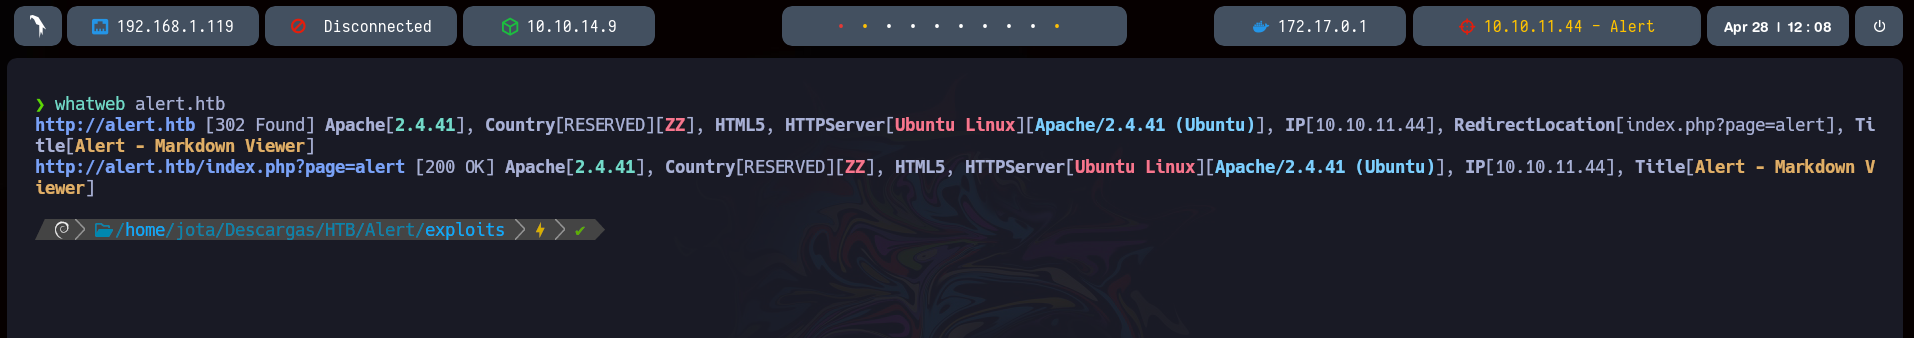 192.168.1.119 Disconnected 10.10.14.9 172.17.0.1 10.10.11.44 - Alert Apr 28 | 12:08
❯ whatweb alert.htb
http://alert.htb [302 Found] Apache[2.4.41], Country[RESERVED][ZZ], HTML5, HTTPServer[Ubuntu Linux][Apache/2.4.41 (Ubuntu)], IP[10.10.11.44], RedirectLocation[index.php?page=alert], Ti
tle[Alert - Markdown Viewer]
http://alert.htb/index.php?page=alert [200 OK] Apache[2.4.41], Country[RESERVED][ZZ], HTML5, HTTPServer[Ubuntu Linux][Apache/2.4.41 (Ubuntu)], IP[10.10.11.44], Title[Alert - Markdown V
iewer]
/home/jota/Descargas/HTB/Alert/exploits